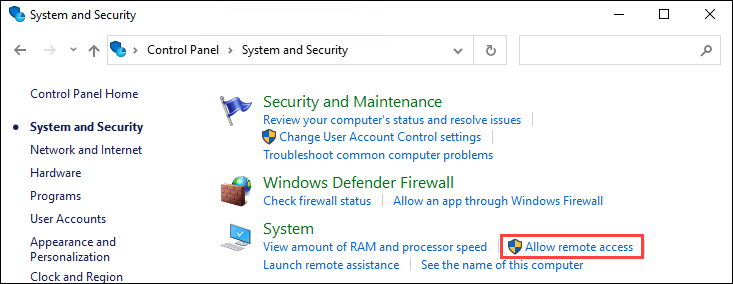 System and Security
Control Panel System and Security
Control Panel Home
System and Security
Network and Internet
Hardware
Programs
User Accounts
Appearance and
Personalization
Clock and Region
Security and Maintenance
Review your computer's status and resolve issues
Change User Account Control settings
Troubleshoot common computer problems
Windows Defender Firewall
Check firewall status Allow an app through Windows Firewall
System
View amount of RAM and processor speed Allow remote access
Launch remote assistance See the name of this computer